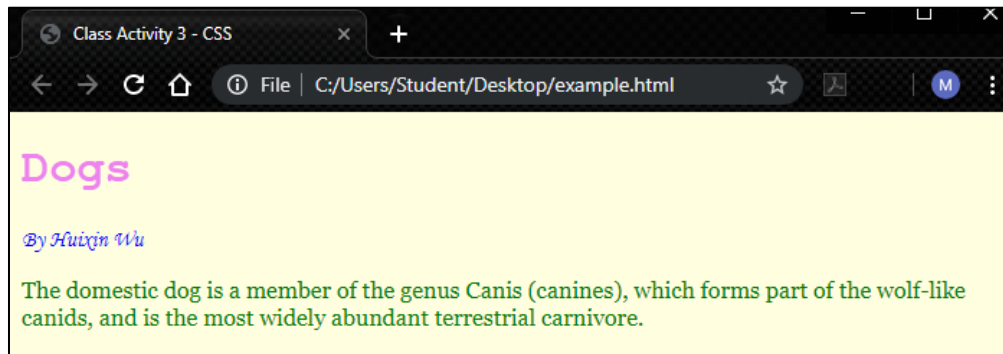 Class Activity 3 - CSS
File C:/Users/Student/Desktop/example.html
M
Dogs
By Huixin Wu
The domestic dog is a member of the genus Canis (canines), which forms part of the wolf-like
canids, and is the most widely abundant terrestrial carnivore.